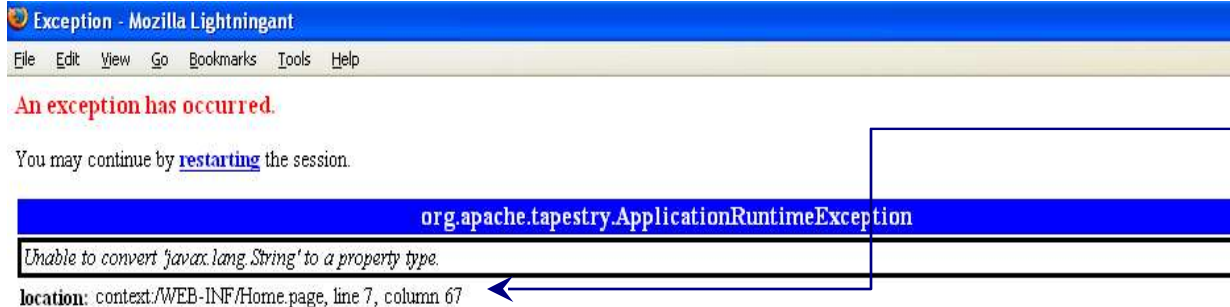 Exception - Mozilla Lightningant
File Edit View Go Bookmarks Tools Help
An exception has occurred.
You may continue by restarting the session.
org.apache.tapestry.ApplicationRuntimeException
Unable to convert 'javax.lang.String' to a property type.
location: context:/WEB-INF/Home.page, line 7, column 67